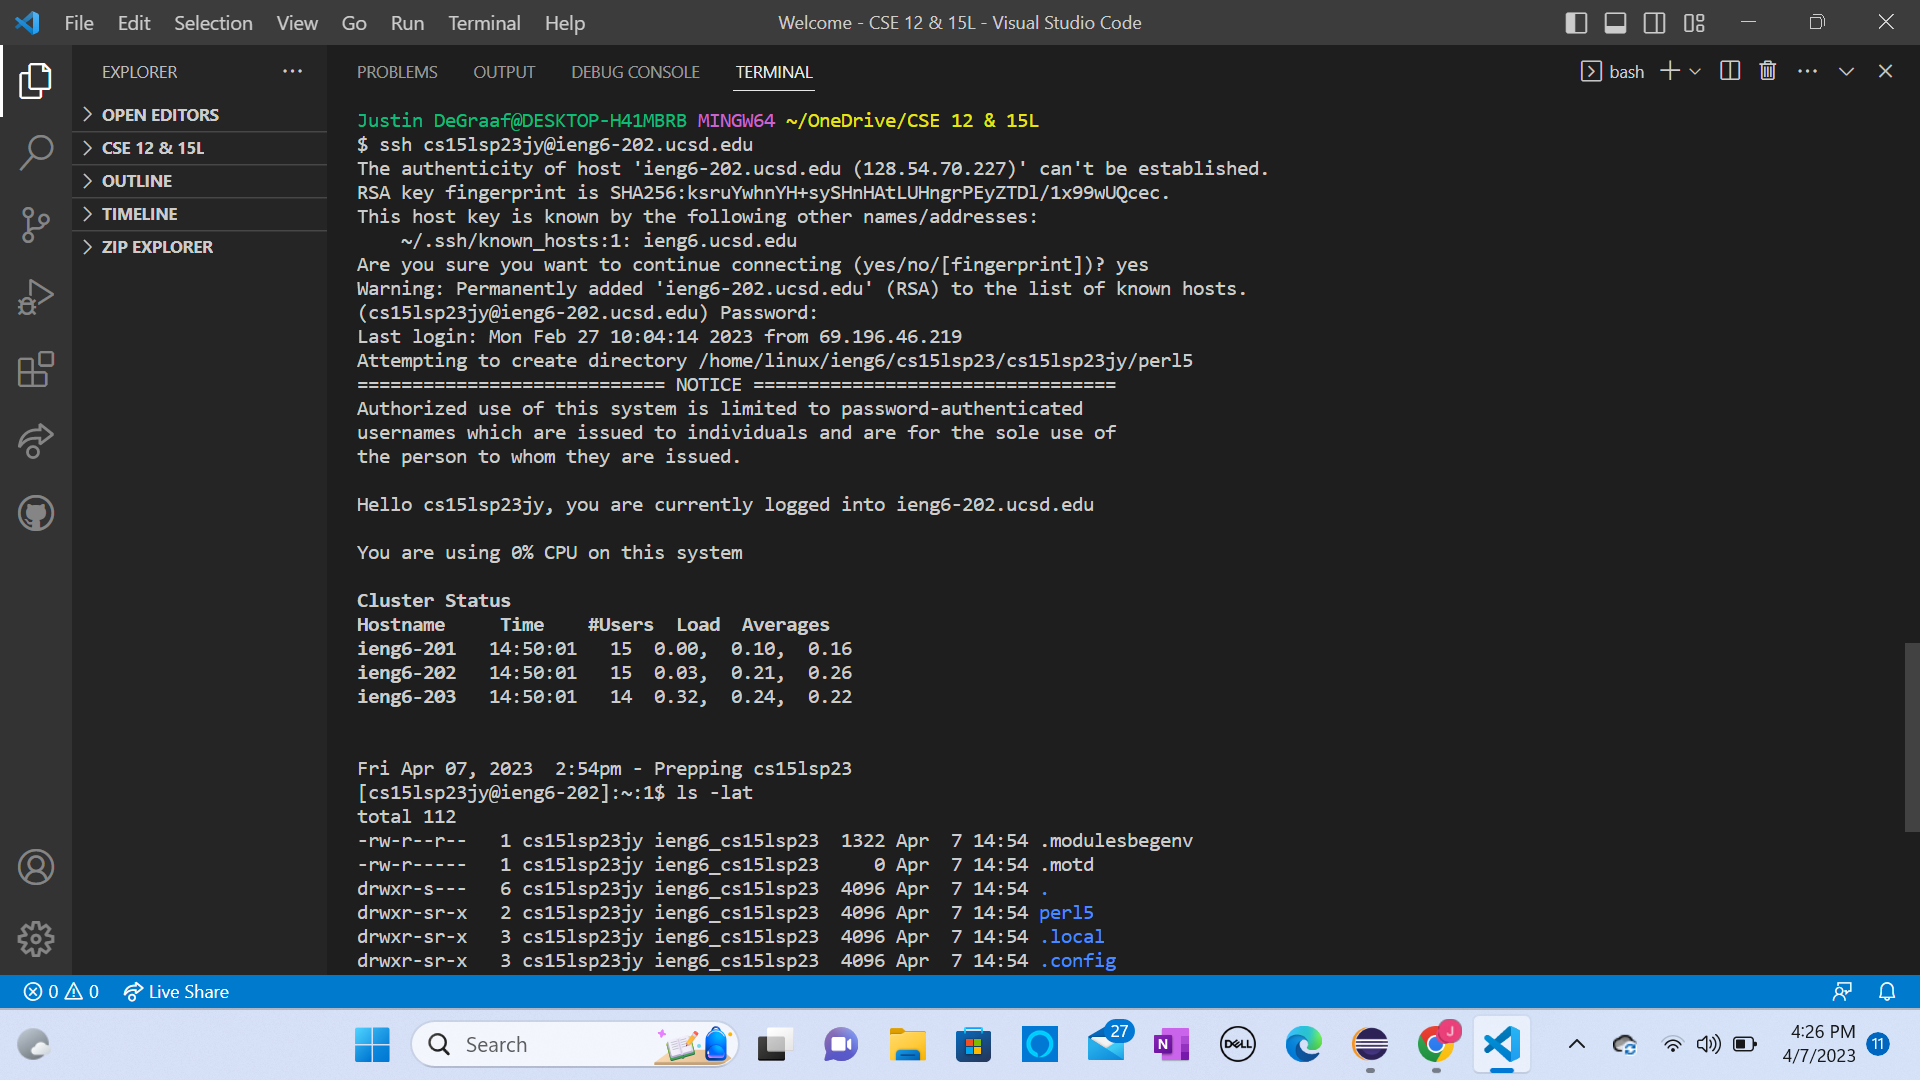 File Edit Selection View Go Run Terminal Help
Welcome - CSE 12 & 15L - Visual Studio Code
EXPLORER
OPEN EDITORS
CSE 12 & 15L
OUTLINE
TIMELINE
ZIP EXPLORER
PROBLEMS OUTPUT DEBUG CONSOLE TERMINAL
bash
Justin DeGraaf@DESKTOP-H41MBRB MINGW64 ~/OneDrive/CSE 12 & 15L
$ ssh cs15lsp23jy@ieng6-202.ucsd.edu
The authenticity of host 'ieng6-202.ucsd.edu (128.54.70.227)' can't be established.
RSA key fingerprint is SHA256:ksruYwhnYH+sySHnHAtLUHngrPEyZTDl/1x99wUQcec.
This host key is known by the following other names/addresses:
    ~/.ssh/known_hosts:1: ieng6.ucsd.edu
Are you sure you want to continue connecting (yes/no/[fingerprint])? yes
Warning: Permanently added 'ieng6-202.ucsd.edu' (RSA) to the list of known hosts.
(cs15lsp23jy@ieng6-202.ucsd.edu) Password:
Last login: Mon Feb 27 10:04:14 2023 from 69.196.46.219
Attempting to create directory /home/linux/ieng6/cs15lsp23/cs15lsp23jy/perl5
============================ NOTICE =================================
Authorized use of this system is limited to password-authenticated
usernames which are issued to individuals and are for the sole use of
the person to whom they are issued.
Hello cs15lsp23jy, you are currently logged into ieng6-202.ucsd.edu
You are using 0% CPU on this system
Cluster Status
Hostname     Time    #Users  Load  Averages
ieng6-201   14:50:01   15  0.00,  0.10,  0.16
ieng6-202   14:50:01   15  0.03,  0.21,  0.26
ieng6-203   14:50:01   14  0.32,  0.24,  0.22
Fri Apr 07, 2023  2:54pm - Prepping cs15lsp23
[cs15lsp23jy@ieng6-202]:~:1$ ls -lat
total 112
-rw-r--r--   1 cs15lsp23jy ieng6_cs15lsp23  1322 Apr  7 14:54 .modulesbegenv
-rw-r-----   1 cs15lsp23jy ieng6_cs15lsp23     0 Apr  7 14:54 .motd
drwxr-s---   6 cs15lsp23jy ieng6_cs15lsp23  4096 Apr  7 14:54 .
drwxr-sr-x   2 cs15lsp23jy ieng6_cs15lsp23  4096 Apr  7 14:54 perl5
drwxr-sr-x   3 cs15lsp23jy ieng6_cs15lsp23  4096 Apr  7 14:54 .local
drwxr-sr-x   3 cs15lsp23jy ieng6_cs15lsp23  4096 Apr  7 14:54 .config
0 0 Live Share
Search
27
N
DELL
J
4:26 PM
4/7/2023
11